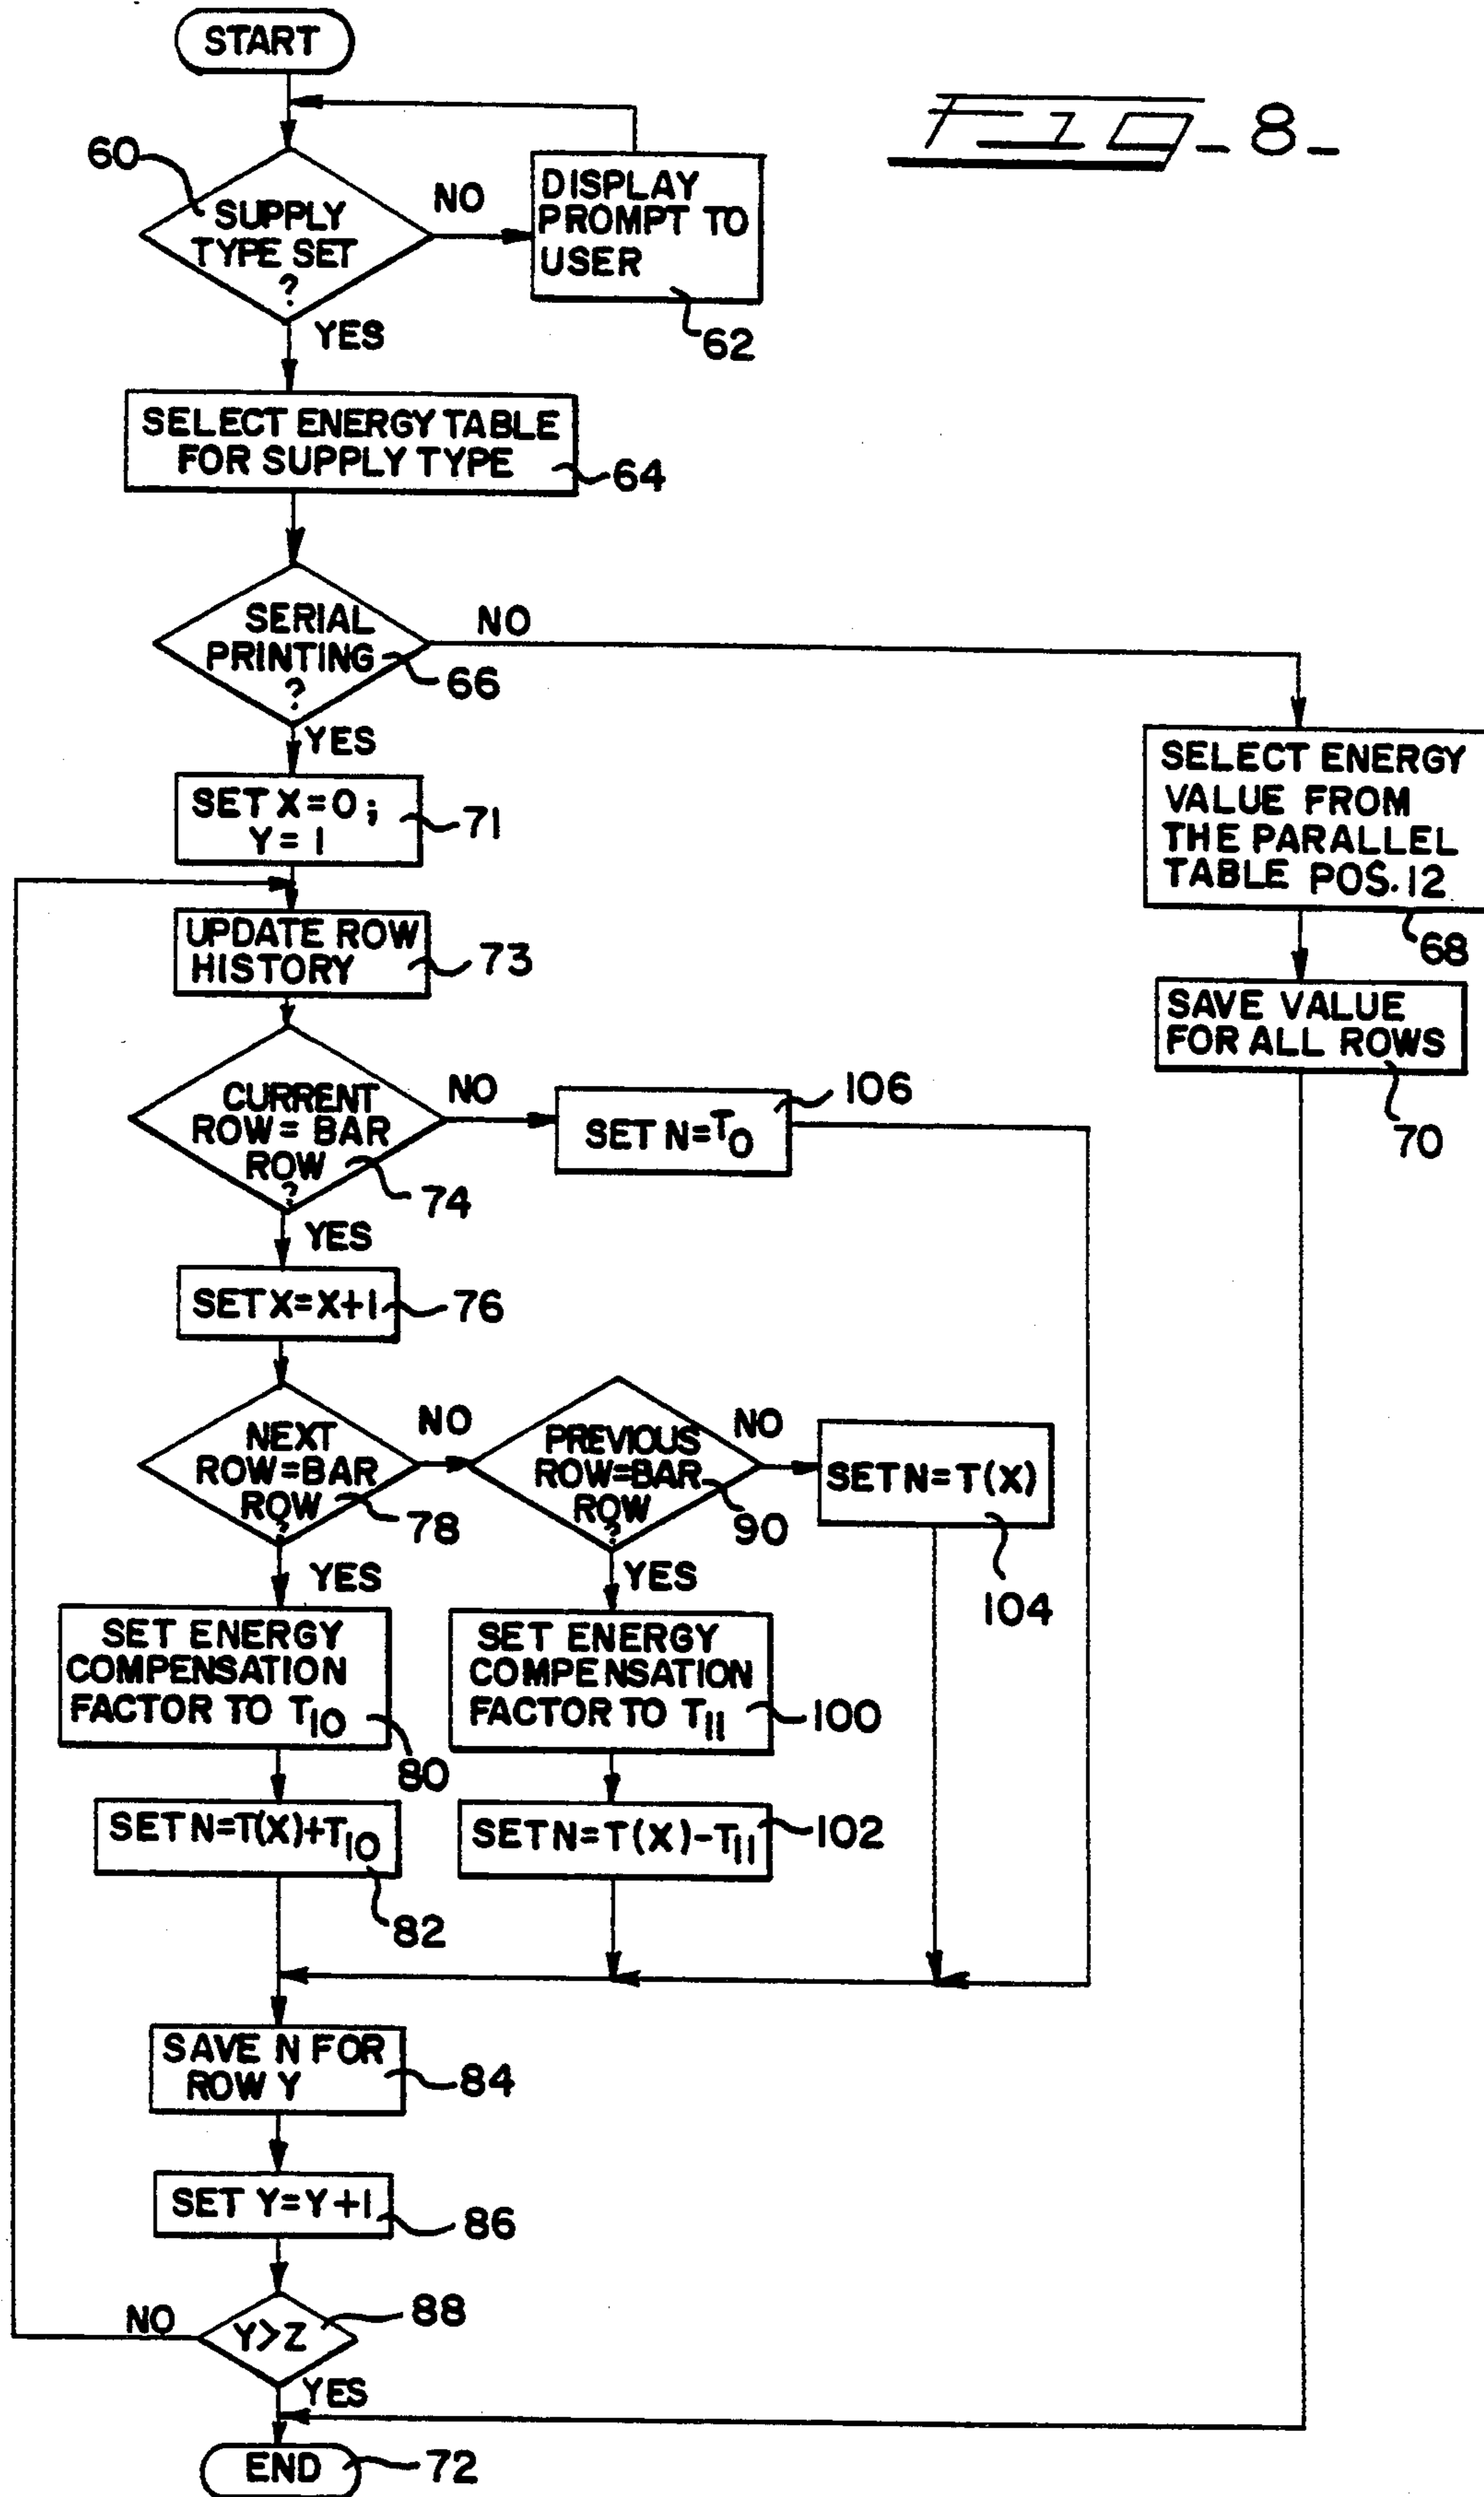 START
FIG_8_
60
SUPPLY
TYPE SET
?
NO
DISPLAY
PROMPT TO
USER
62
YES
SELECT ENERGY TABLE
FOR SUPPLY TYPE
64
SERIAL
PRINTING
?
66
NO
YES
SET X=0;
Y=1
71
SELECT ENERGY
VALUE FROM
THE PARALLEL
TABLE POS.12
68
UPDATE ROW
HISTORY
73
SAVE VALUE
FOR ALL ROWS
70
CURRENT
ROW=BAR
ROW
?
74
NO
SET N=T0
106
YES
SET X=X+1
76
NEXT
ROW=BAR
ROW
?
78
NO
PREVIOUS
ROW=BAR
ROW
?
90
NO
SET N=T(X)
104
YES
YES
SET ENERGY
COMPENSATION
FACTOR TO T10
80
SET ENERGY
COMPENSATION
FACTOR TO T11
100
SET N=T(X)+T10
82
SET N=T(X)-T11
102
SAVE N FOR
ROW Y
84
SET Y=Y+1
86
Y>Z
88
NO
YES
END
72